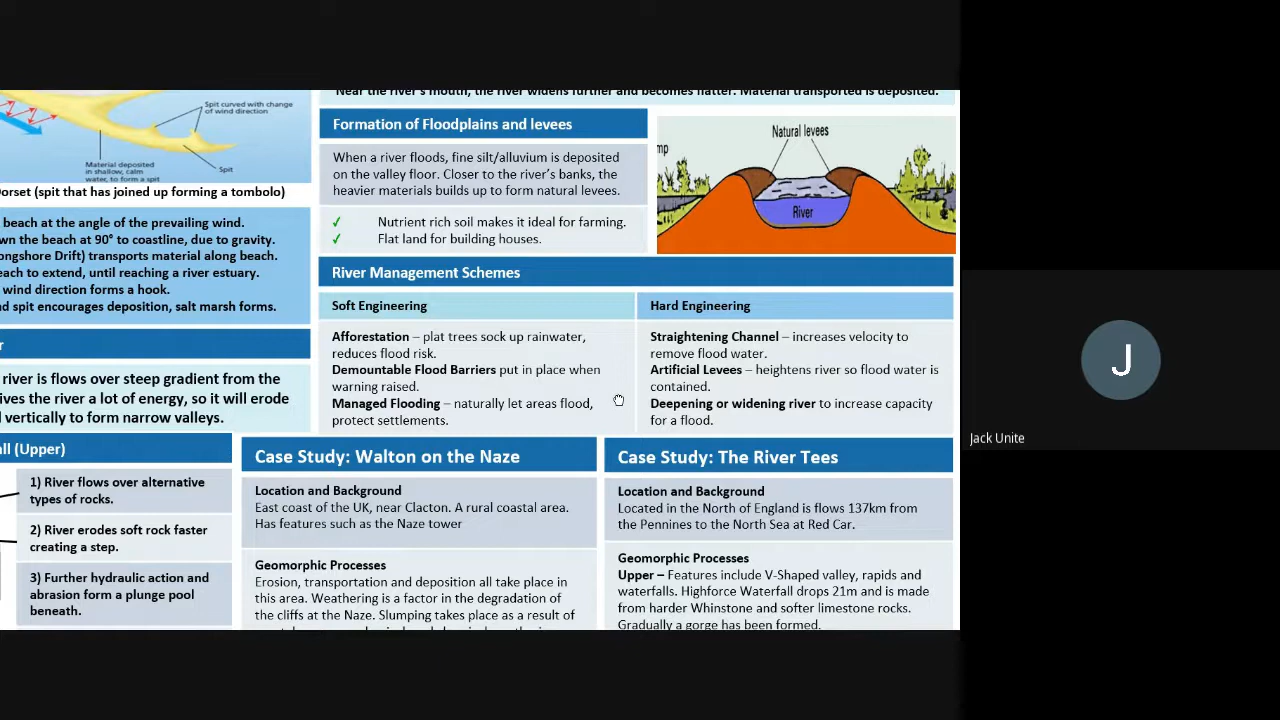 Spit curved with change
of wind direction
Material deposited
in shallow, calm
water, to form a spit
Spit
Dorset (spit that has joined up forming a tombolo)
beach at the angle of the prevailing wind.
wn the beach at 90° to coastline, due to gravity.
ongshore Drift) transports material along beach.
each to extend, until reaching a river estuary.
wind direction forms a hook.
nd spit encourages deposition, salt marsh forms.
r
river is flows over steep gradient from the
ives the river a lot of energy, so it will erode
vertically to form narrow valleys.
all (Upper)
1) River flows over alternative
types of rocks.
2) River erodes soft rock faster
creating a step.
3) Further hydraulic action and
abrasion form a plunge pool
beneath.
Near the river's mouth, the river widens further and becomes flatter. Material transported is deposited.
Formation of Floodplains and levees
When a river floods, fine silt/alluvium is deposited
on the valley floor. Closer to the river's banks, the
heavier materials builds up to form natural levees.
✓ Nutrient rich soil makes it ideal for farming.
✓ Flat land for building houses.
Natural levees
mp
River
River Management Schemes
Soft Engineering
Afforestation – plat trees sock up rainwater,
reduces flood risk.
Demountable Flood Barriers put in place when
warning raised.
Managed Flooding – naturally let areas flood,
protect settlements.
Hard Engineering
Straightening Channel – increases velocity to
remove flood water.
Artificial Levees – heightens river so flood water is
contained.
Deepening or widening river to increase capacity
for a flood.
Case Study: Walton on the Naze
Location and Background
East coast of the UK, near Clacton. A rural coastal area.
Has features such as the Naze tower
Geomorphic Processes
Erosion, transportation and deposition all take place in
this area. Weathering is a factor in the degradation of
the cliffs at the Naze. Slumping takes place as a result of
Case Study: The River Tees
Location and Background
Located in the North of England is flows 137km from
the Pennines to the North Sea at Red Car.
Geomorphic Processes
Upper – Features include V-Shaped valley, rapids and
waterfalls. Highforce Waterfall drops 21m and is made
from harder Whinstone and softer limestone rocks.
Gradually a gorge has been formed.
J
Jack Unite